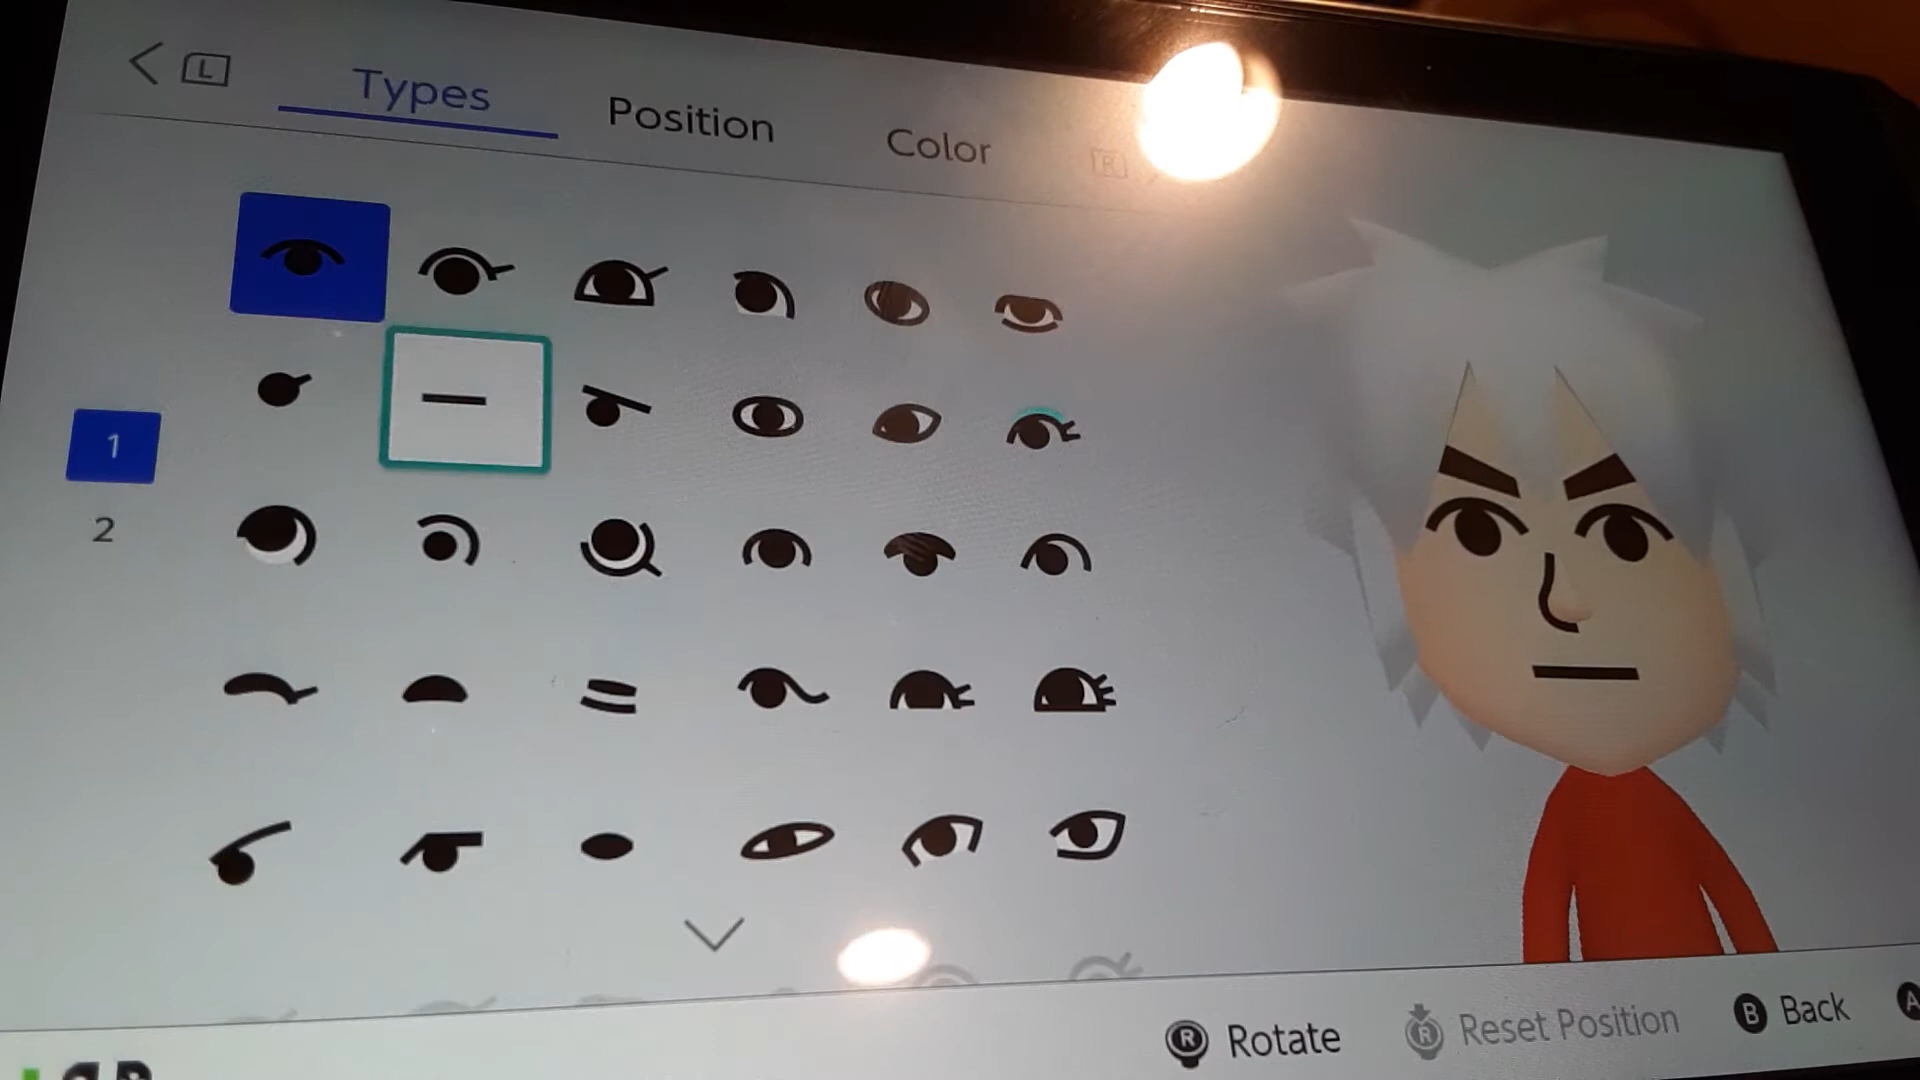 L
Types
Position
Color
R
1
2
R Rotate
R Reset Position
B Back
A